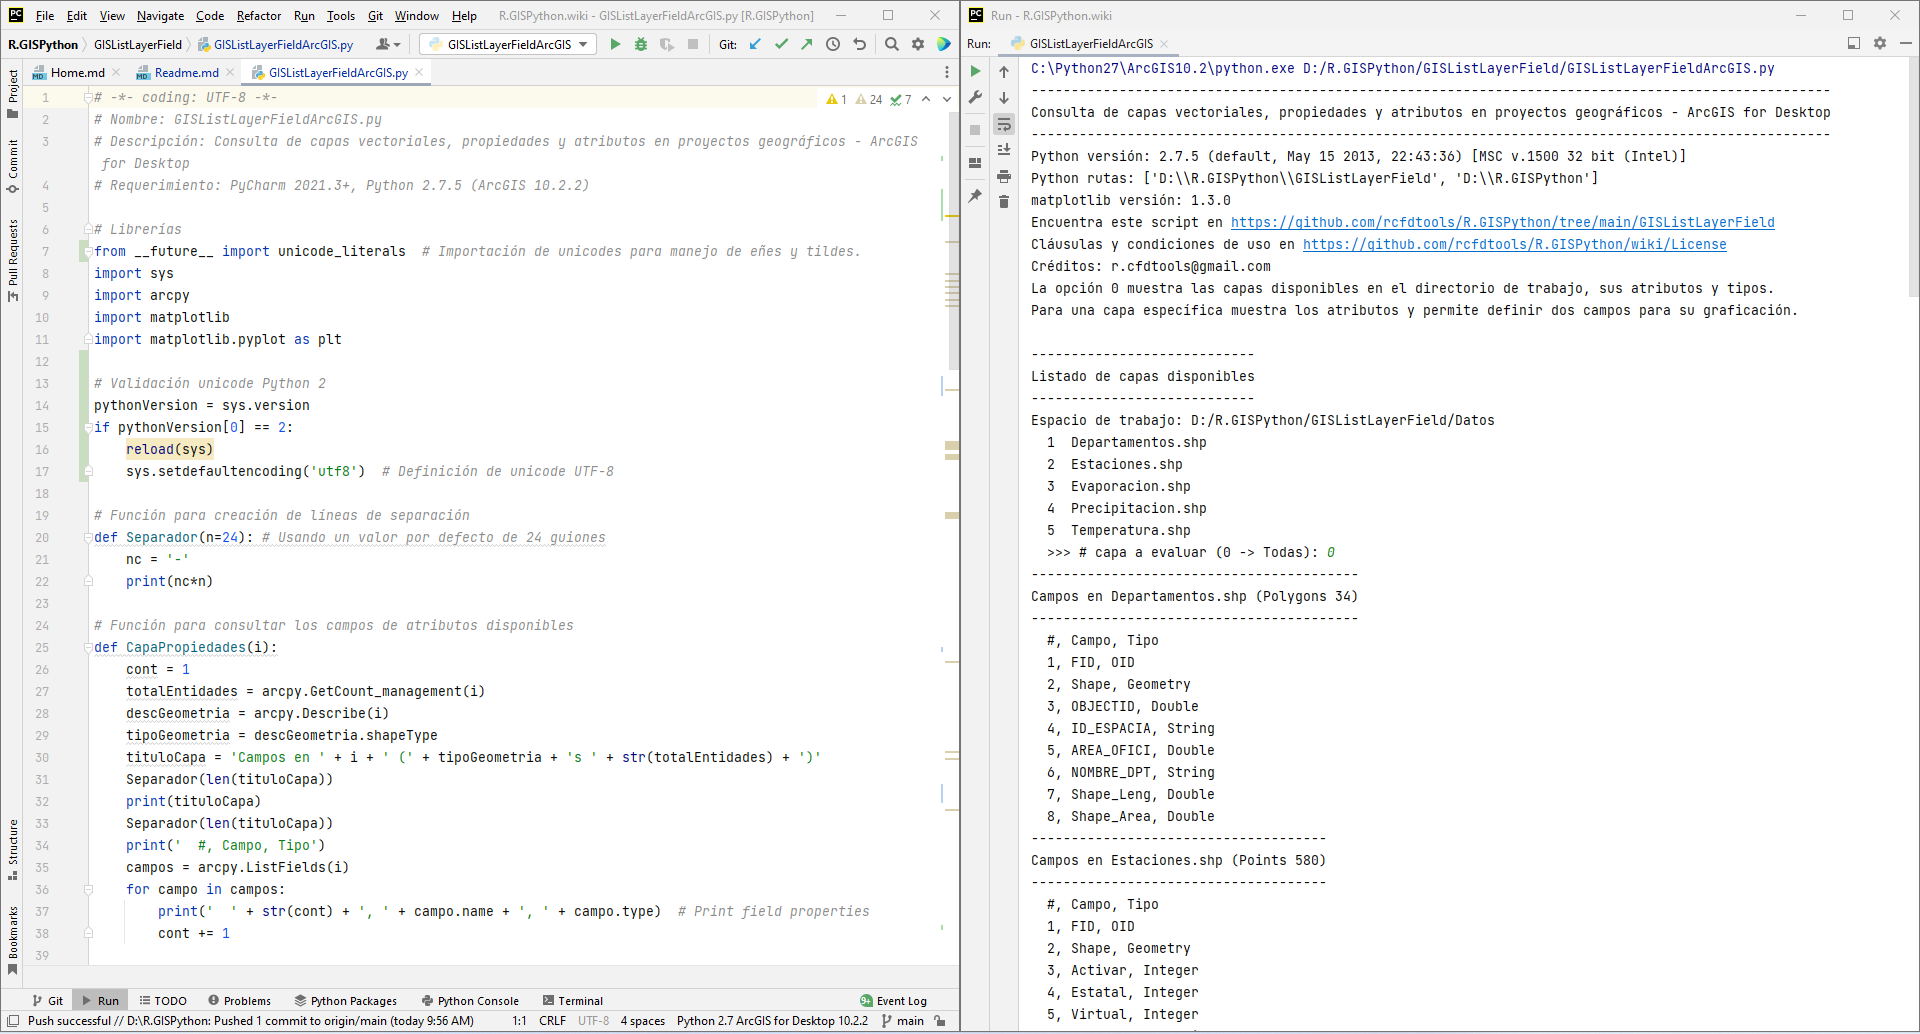 File Edit View Navigate Code Refactor Run Tools Git Window Help R.GISPython.wiki - GISListLayerFieldArcGIS.py [R.GISPython]
R.GISPython GISListLayerField GISListLayerFieldArcGIS.py GISListLayerFieldArcGIS Git:
Home.md Readme.md GISListLayerFieldArcGIS.py
Project
Commit
Pull Requests
Structure
Bookmarks
1 24 7
1 # -*- coding: UTF-8 -*-
2 # Nombre: GISListLayerFieldArcGIS.py
3 # Descripción: Consulta de capas vectoriales, propiedades y atributos en proyectos geográficos - ArcGIS
for Desktop
4 # Requerimiento: PyCharm 2021.3+, Python 2.7.5 (ArcGIS 10.2.2)
5
6 # Librerías
7 from __future__ import unicode_literals  # Importación de unicodes para manejo de eñes y tildes.
8 import sys
9 import arcpy
10 import matplotlib
11 import matplotlib.pyplot as plt
12
13 # Validación unicode Python 2
14 pythonVersion = sys.version
15 if pythonVersion[0] == 2:
16     reload(sys)
17     sys.setdefaultencoding('utf8')  # Definición de unicode UTF-8
18
19 # Función para creación de líneas de separación
20 def Separador(n=24): # Usando un valor por defecto de 24 guiones
21     nc = '-'
22     print(nc*n)
23
24 # Función para consultar los campos de atributos disponibles
25 def CapaPropiedades(i):
26     cont = 1
27     totalEntidades = arcpy.GetCount_management(i)
28     descGeometria = arcpy.Describe(i)
29     tipoGeometria = descGeometria.shapeType
30     tituloCapa = 'Campos en ' + i + ' (' + tipoGeometria + 's ' + str(totalEntidades) + ')'
31     Separador(len(tituloCapa))
32     print(tituloCapa)
33     Separador(len(tituloCapa))
34     print('  #, Campo, Tipo')
35     campos = arcpy.ListFields(i)
36     for campo in campos:
37         print('  ' + str(cont) + ', ' + campo.name + ', ' + campo.type)  # Print field properties
38         cont += 1
39
Git Run TODO Problems Python Packages Python Console Terminal 9+ Event Log
Push successful // D:\R.GISPython: Pushed 1 commit to origin/main (today 9:56 AM) 1:1 CRLF UTF-8 4 spaces Python 2.7 ArcGIS for Desktop 10.2.2 main
Run - R.GISPython.wiki
Run: GISListLayerFieldArcGIS
C:\Python27\ArcGIS10.2\python.exe D:/R.GISPython/GISListLayerField/GISListLayerFieldArcGIS.py
----------------------------------------------------------------------------------------------------
Consulta de capas vectoriales, propiedades y atributos en proyectos geográficos - ArcGIS for Desktop
----------------------------------------------------------------------------------------------------
Python versión: 2.7.5 (default, May 15 2013, 22:43:36) [MSC v.1500 32 bit (Intel)]
Python rutas: ['D:\\R.GISPython\\GISListLayerField', 'D:\\R.GISPython']
matplotlib versión: 1.3.0
Encuentra este script en https://github.com/rcfdtools/R.GISPython/tree/main/GISListLayerField
Cláusulas y condiciones de uso en https://github.com/rcfdtools/R.GISPython/wiki/License
Créditos: r.cfdtools@gmail.com
La opción 0 muestra las capas disponibles en el directorio de trabajo, sus atributos y tipos.
Para una capa específica muestra los atributos y permite definir dos campos para su graficación.
----------------------------
Listado de capas disponibles
----------------------------
Espacio de trabajo: D:/R.GISPython/GISListLayerField/Datos
1  Departamentos.shp
2  Estaciones.shp
3  Evaporacion.shp
4  Precipitacion.shp
5  Temperatura.shp
>>> # capa a evaluar (0 -> Todas): 0
-----------------------------------------
Campos en Departamentos.shp (Polygons 34)
-----------------------------------------
#, Campo, Tipo
1, FID, OID
2, Shape, Geometry
3, OBJECTID, Double
4, ID_ESPACIA, String
5, AREA_OFICI, Double
6, NOMBRE_DPT, String
7, Shape_Leng, Double
8, Shape_Area, Double
-------------------------------------
Campos en Estaciones.shp (Points 580)
-------------------------------------
#, Campo, Tipo
1, FID, OID
2, Shape, Geometry
3, Activar, Integer
4, Estatal, Integer
5, Virtual, Integer